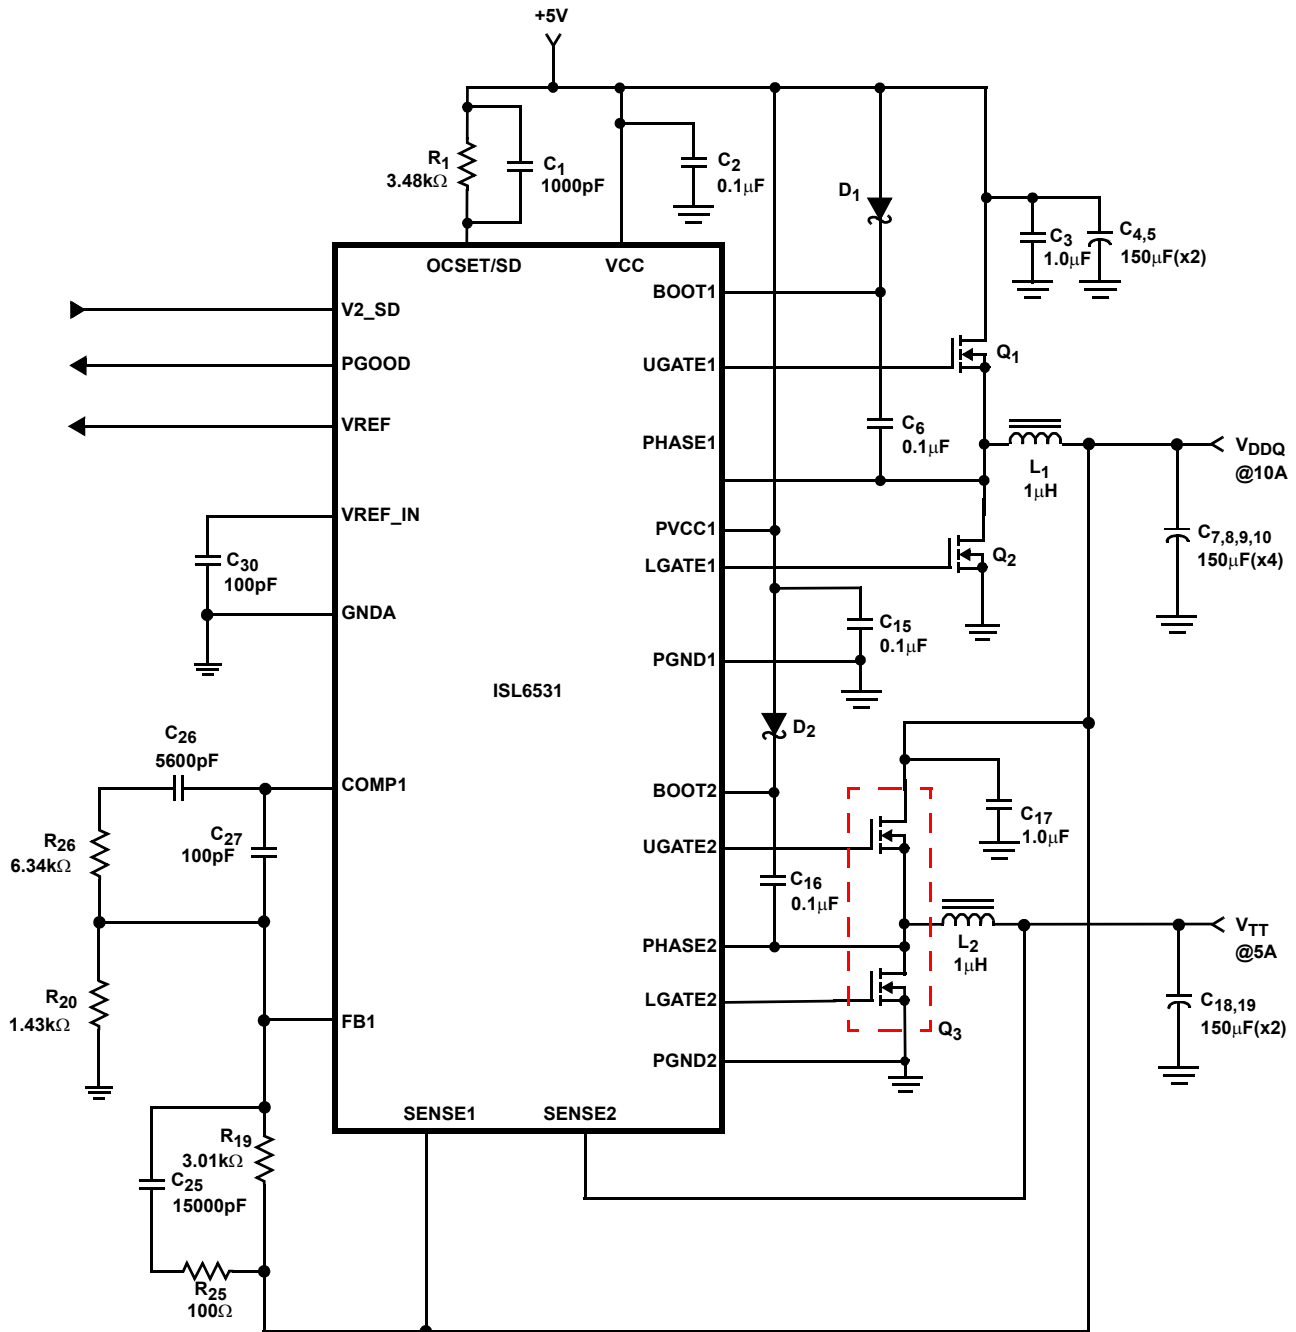 +5V
R1
3.48kΩ
C1
1000pF
C2
0.1μF
D1
C3
1.0μF
C4,5
150μF(x2)
OCSET/SD
VCC
BOOT1
V2_SD
PGOOD
UGATE1
Q1
VREF
C6
0.1μF
PHASE1
L1
1μH
VDDQ
@10A
VREF_IN
PVCC1
C30
100pF
LGATE1
Q2
C7,8,9,10
150μF(x4)
GNDA
C15
0.1μF
PGND1
ISL6531
D2
C26
5600pF
COMP1
BOOT2
R26
6.34kΩ
C27
100pF
UGATE2
C17
1.0μF
C16
0.1μF
PHASE2
L2
1μH
VTT
@5A
R20
1.43kΩ
FB1
LGATE2
Q3
C18,19
150μF(x2)
PGND2
SENSE1
SENSE2
R19
3.01kΩ
C25
15000pF
R25
100Ω